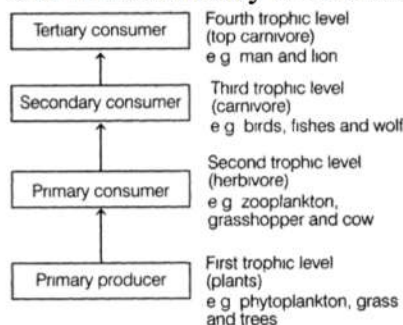 Tertiary consumer
Fourth trophic level
(top carnivore)
e g man and lion
Secondary consumer
Third trophic level
(carnivore)
e g birds, fishes and wolf
Primary consumer
Second trophic level
(herbivore)
e g zooplankton,
grasshopper and cow
Primary producer
First trophic level
(plants)
e g phytoplankton, grass
and trees